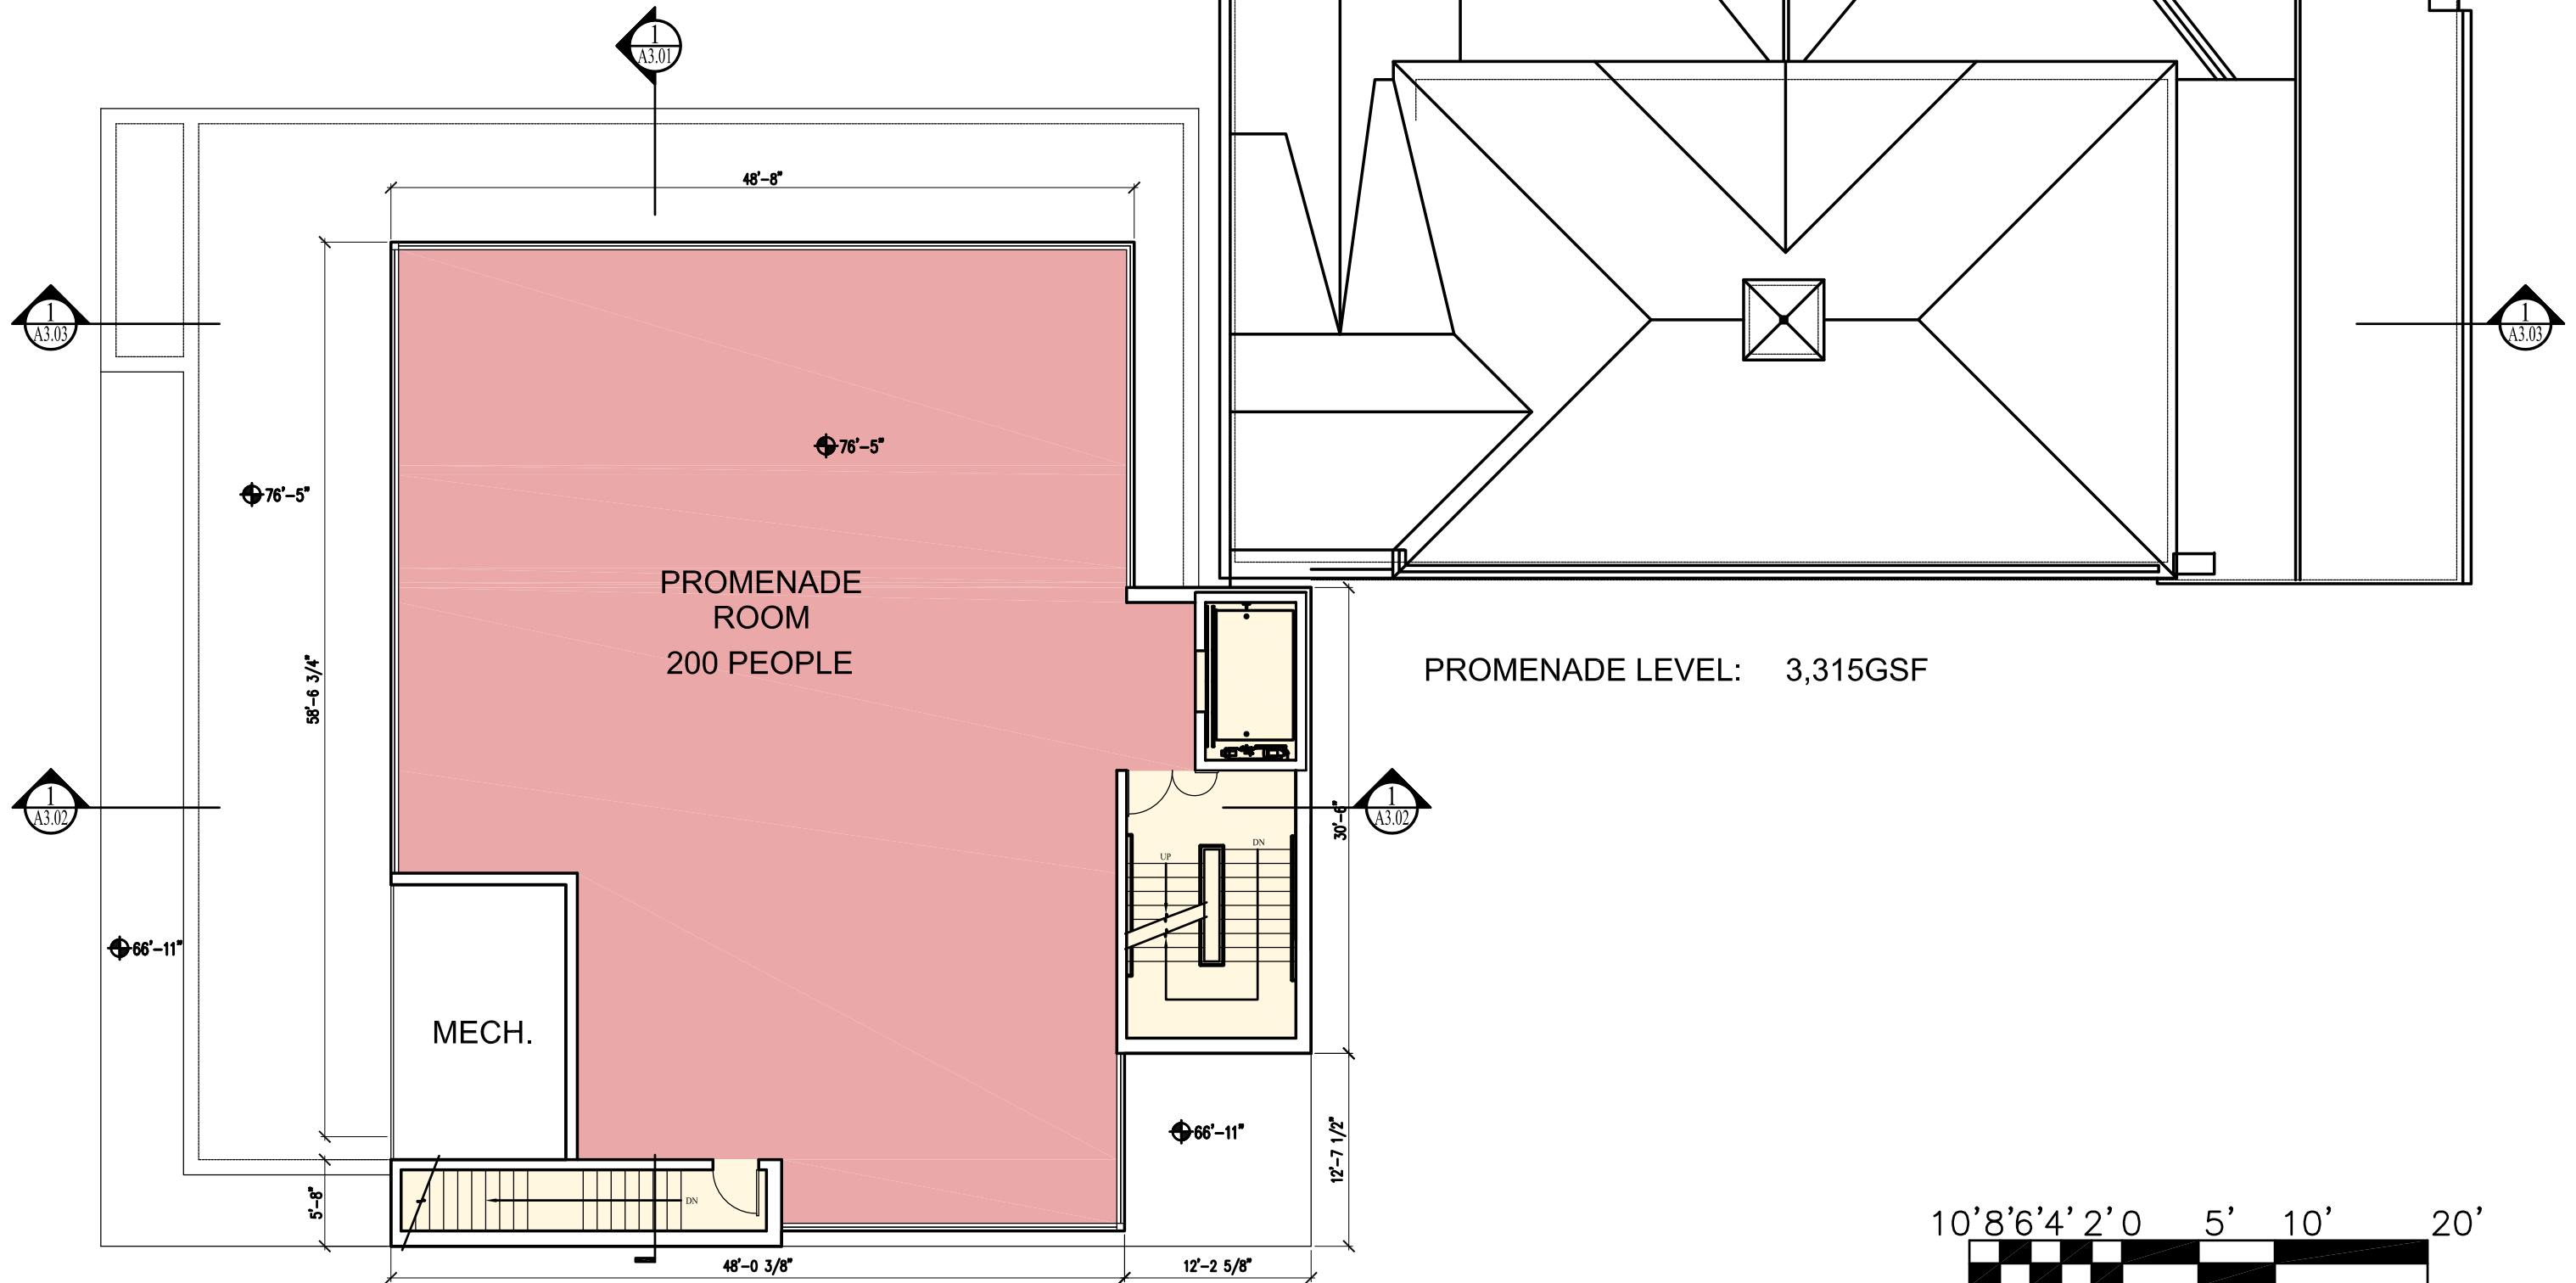 1
A3.01
48'-8"
1
A3.03
1
A3.03
76'-5"
76'-5"
PROMENADE
ROOM
200 PEOPLE
58'-6 3/4"
PROMENADE LEVEL: 3,315GSF
1
A3.02
1
A3.02
30'-6"
UP
DN
66'-11"
MECH.
66'-11"
12'-7 1/2"
5'-8"
DN
48'-0 3/8"
12'-2 5/8"
10' 8' 6' 4' 2' 0 5' 10' 20'